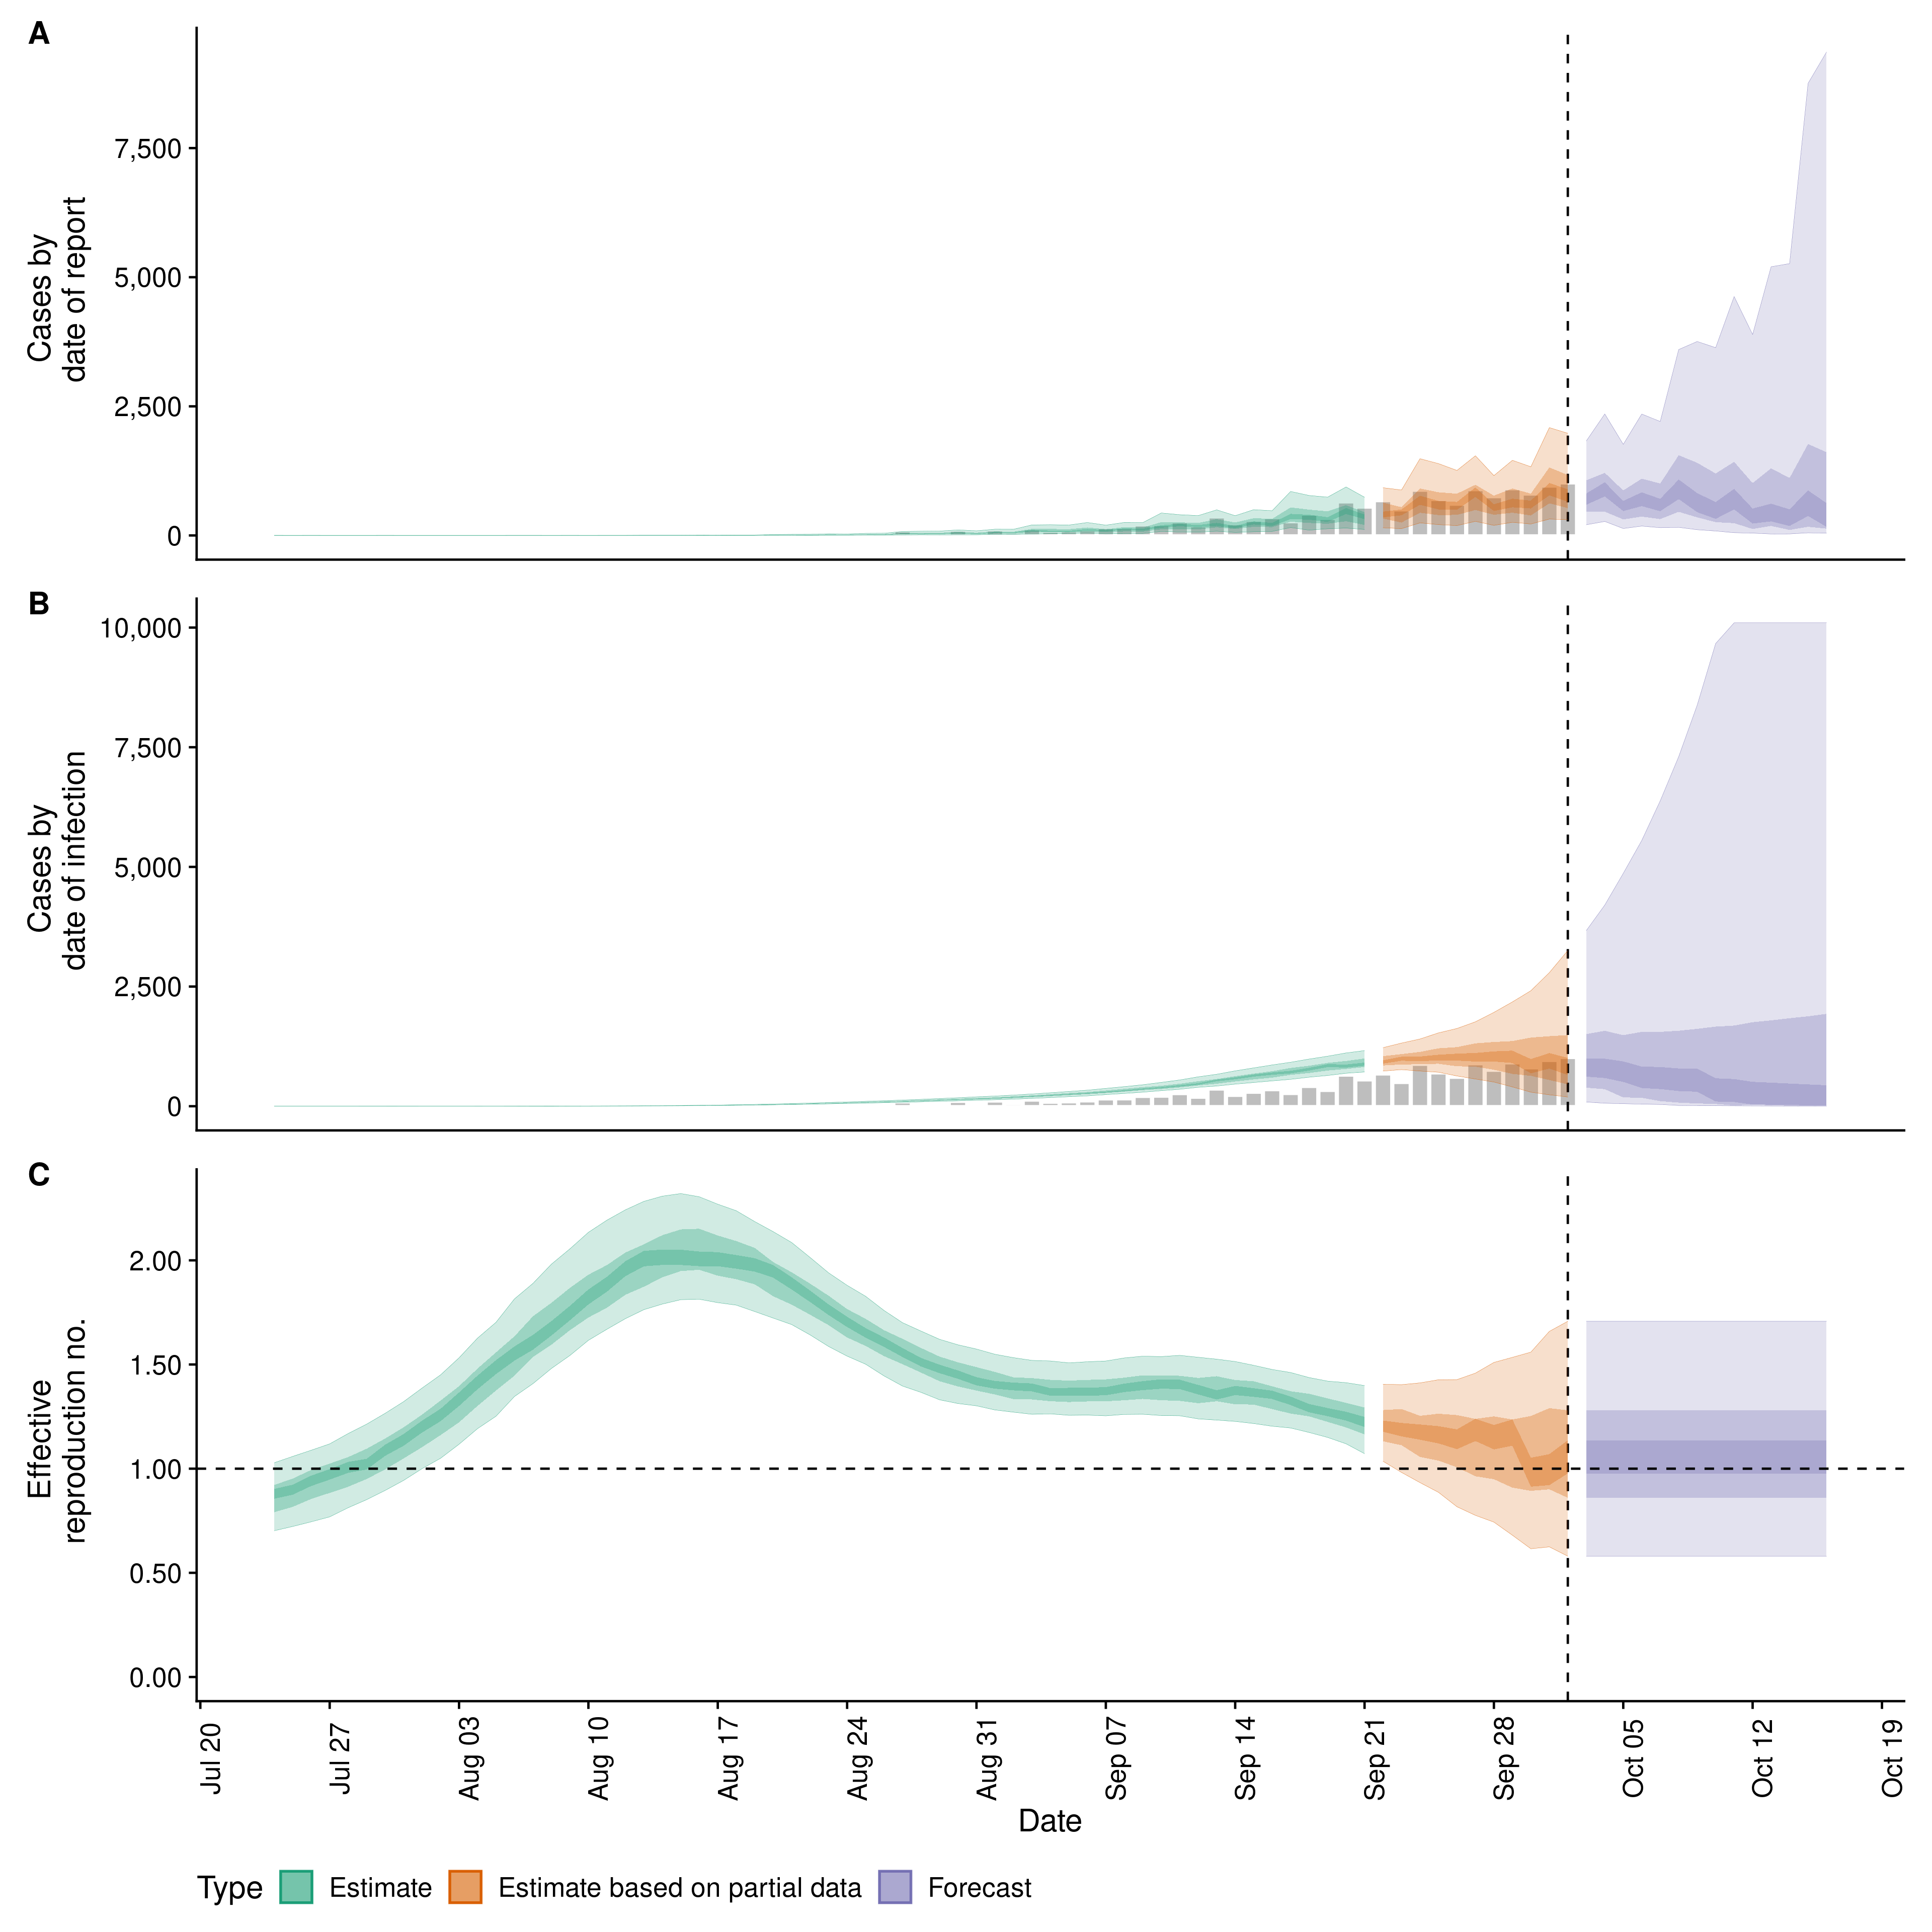 A
Cases by
date of report
7,500
5,000
2,500
0
B
Cases by
date of infection
10,000
7,500
5,000
2,500
0
C
Effective
reproduction no.
2.00
1.50
1.00
0.50
0.00
Jul 20
Jul 27
Aug 03
Aug 10
Aug 17
Aug 24
Aug 31
Sep 07
Sep 14
Sep 21
Sep 28
Oct 05
Oct 12
Oct 19
Date
Type Estimate Estimate based on partial data Forecast